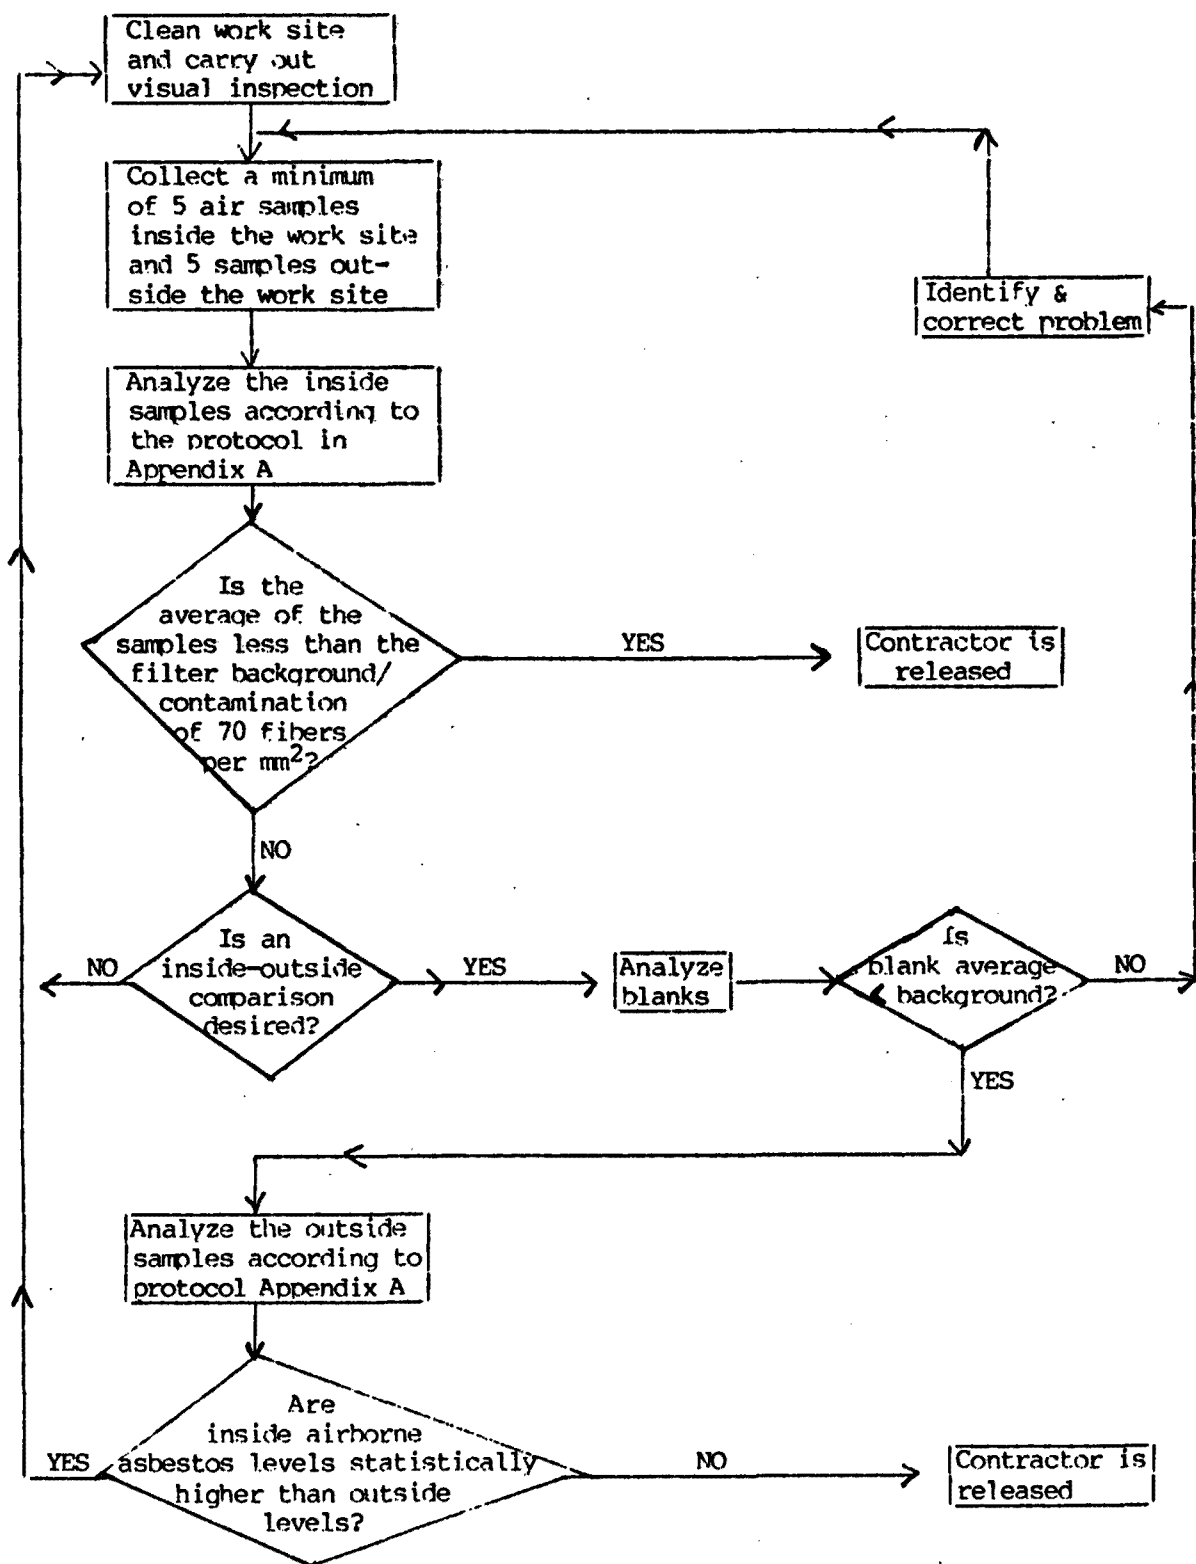 Clean work site
and carry out
visual inspection
Collect a minimum
of 5 air samples
inside the work site
and 5 samples out-
side the work site
Identify &
correct problem
Analyze the inside
samples according to
the protocol in
Appendix A
Is the
average of the
samples less than the
filter background/
contamination
of 70 fibers
per mm²?
YES
Contractor is
released
NO
Is an
inside-outside
comparison
desired?
NO
YES
Analyze
blanks
Is
blank average
< background?
NO
YES
Analyze the outside
samples according to
protocol Appendix A
Are
inside airborne
asbestos levels statistically
higher than outside
levels?
YES
NO
Contractor is
released